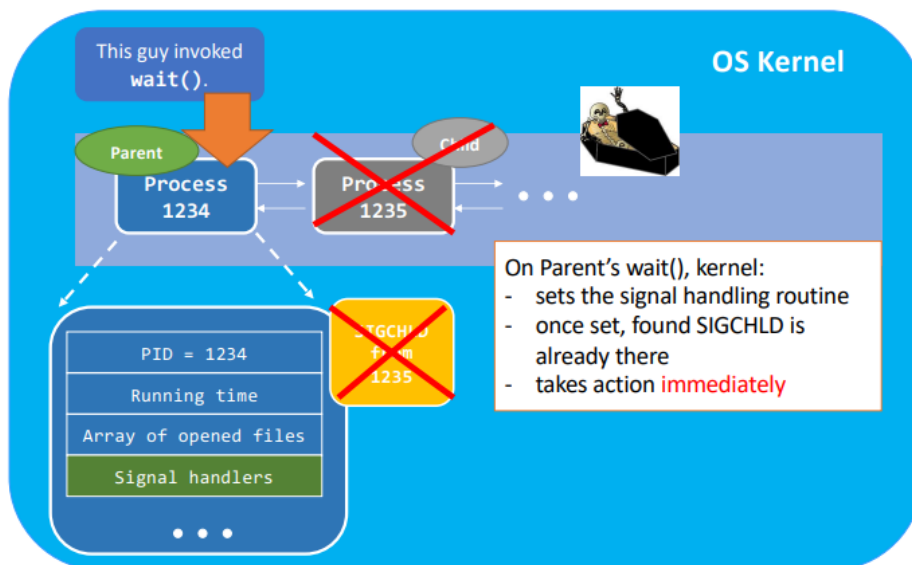 This guy invoked
wait().
OS Kernel
Parent
Child
Process
1234
Process
1235
• • •
On Parent's wait(), kernel:
- sets the signal handling routine
- once set, found SIGCHLD is
already there
- takes action immediately
SIGCHLD
from
1235
PID = 1234
Running time
Array of opened files
Signal handlers
• • •